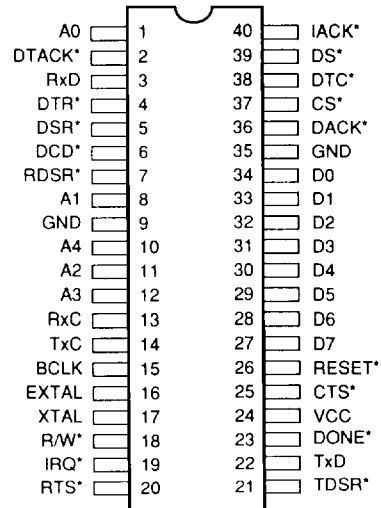 A0 1 40 IACK*
DTACK* 2 39 DS*
RxD 3 38 DTC*
DTR* 4 37 CS*
DSR* 5 36 DACK*
DCD* 6 35 GND
RDSR* 7 34 D0
A1 8 33 D1
GND 9 32 D2
A4 10 31 D3
A2 11 30 D4
A3 12 29 D5
RxC 13 28 D6
TxC 14 27 D7
BCLK 15 26 RESET*
EXTAL 16 25 CTS*
XTAL 17 24 VCC
R/W* 18 23 DONE*
IRQ* 19 22 TxD
RTS* 20 21 TDSR*